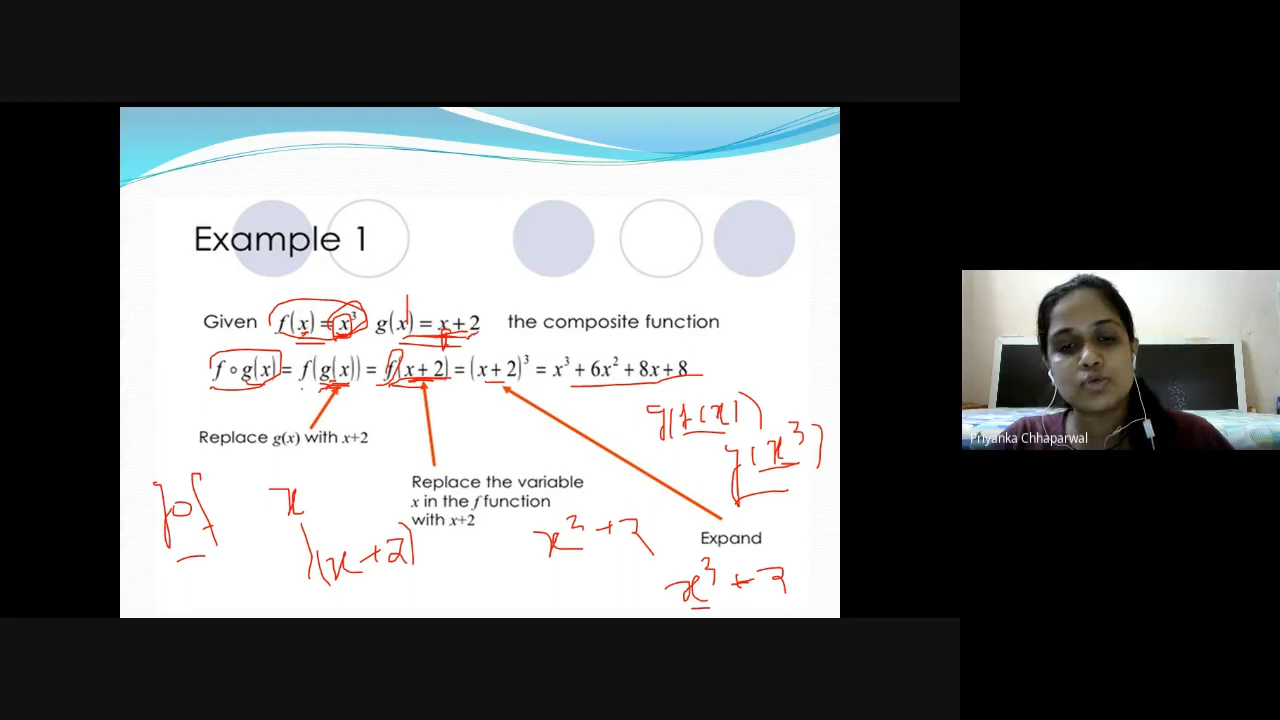 Example 1
Given f(x) = x³ g(x) = x + 2 the composite function
f ∘ g(x) = f(g(x)) = f(x + 2) = (x + 2)³ = x³ + 6x² + 8x + 8
g(f(x))
Replace g(x) with x+2
g(x³)
Replace the variable
x in the f function
with x+2
gof
x
(x+2)
x³ + 2
Expand
x³ + 2
Priyanka Chhaparwal